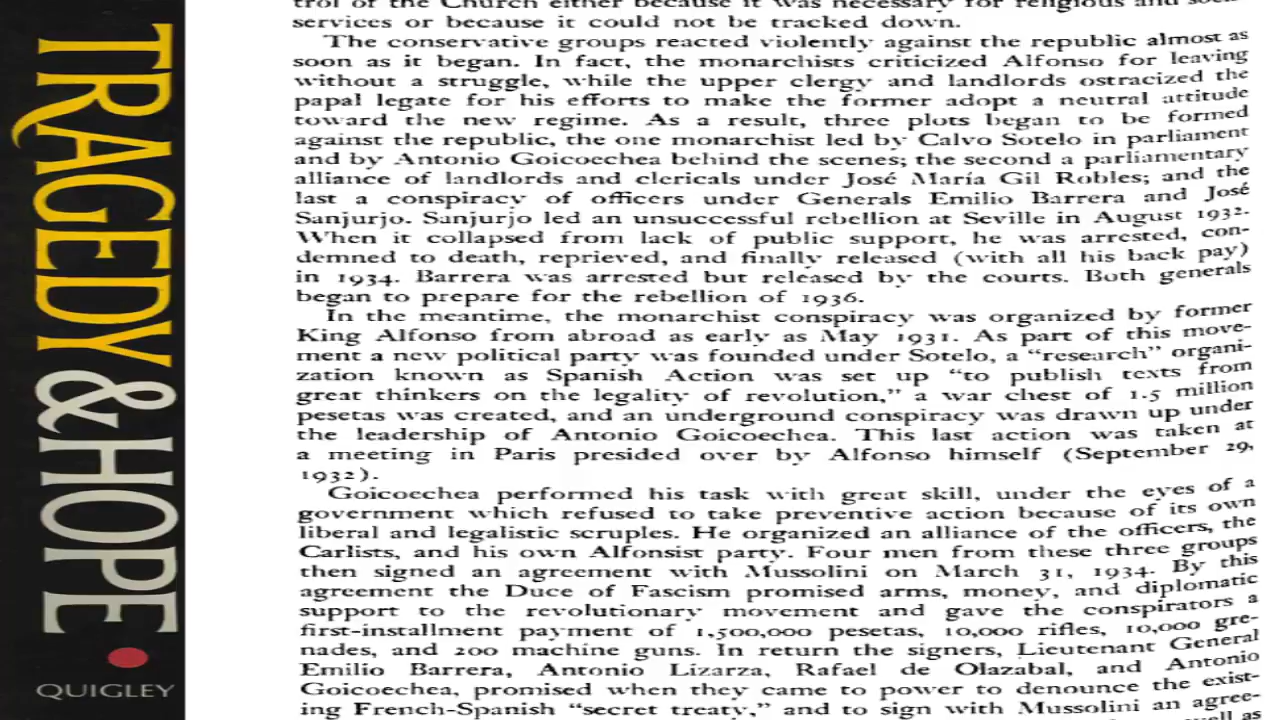 TRAGEDY & HOPE
QUIGLEY
trol of the Church either because it was necessary for religious and
services or because it could not be tracked down.
The conservative groups reacted violently against the republic almost as
soon as it began. In fact, the monarchists criticized Alfonso for leaving
without a struggle, while the upper clergy and landlords ostracized the
papal legate for his efforts to make the former adopt a neutral attitude
toward the new regime. As a result, three plots began to be formed
against the republic, the one monarchist led by Calvo Sotelo in parliament
and by Antonio Goicoechea behind the scenes; the second a parliamentary
alliance of landlords and clericals under José María Gil Robles; and the
last a conspiracy of officers under Generals Emilio Barrera and José
Sanjurjo. Sanjurjo led an unsuccessful rebellion at Seville in August 1932.
When it collapsed from lack of public support, he was arrested, con-
demned to death, reprieved, and finally released (with all his back pay)
in 1934. Barrera was arrested but released by the courts. Both generals
began to prepare for the rebellion of 1936.
In the meantime, the monarchist conspiracy was organized by former
King Alfonso from abroad as early as May 1931. As part of this move-
ment a new political party was founded under Sotelo, a “research” organi-
zation known as Spanish Action was set up “to publish texts from
great thinkers on the legality of revolution,” a war chest of 1.5 million
pesetas was created, and an underground conspiracy was drawn up under
the leadership of Antonio Goicoechea. This last action was taken at
a meeting in Paris presided over by Alfonso himself (September 29,
1932).
Goicoechea performed his task with great skill, under the eyes of a
government which refused to take preventive action because of its own
liberal and legalistic scruples. He organized an alliance of the officers, the
Carlists, and his own Alfonsist party. Four men from these three groups
then signed an agreement with Mussolini on March 31, 1934. By this
agreement the Duce of Fascism promised arms, money, and diplomatic
support to the revolutionary movement and gave the conspirators a
first-installment payment of 1,500,000 pesetas, 10,000 rifles, 10,000 gre-
nades, and 200 machine guns. In return the signers, Lieutenant General
Emilio Barrera, Antonio Lizarza, Rafael de Olazabal, and Antonio
Goicoechea, promised when they came to power to denounce the exist-
ing French-Spanish “secret treaty,” and to sign with Mussolini an agree-